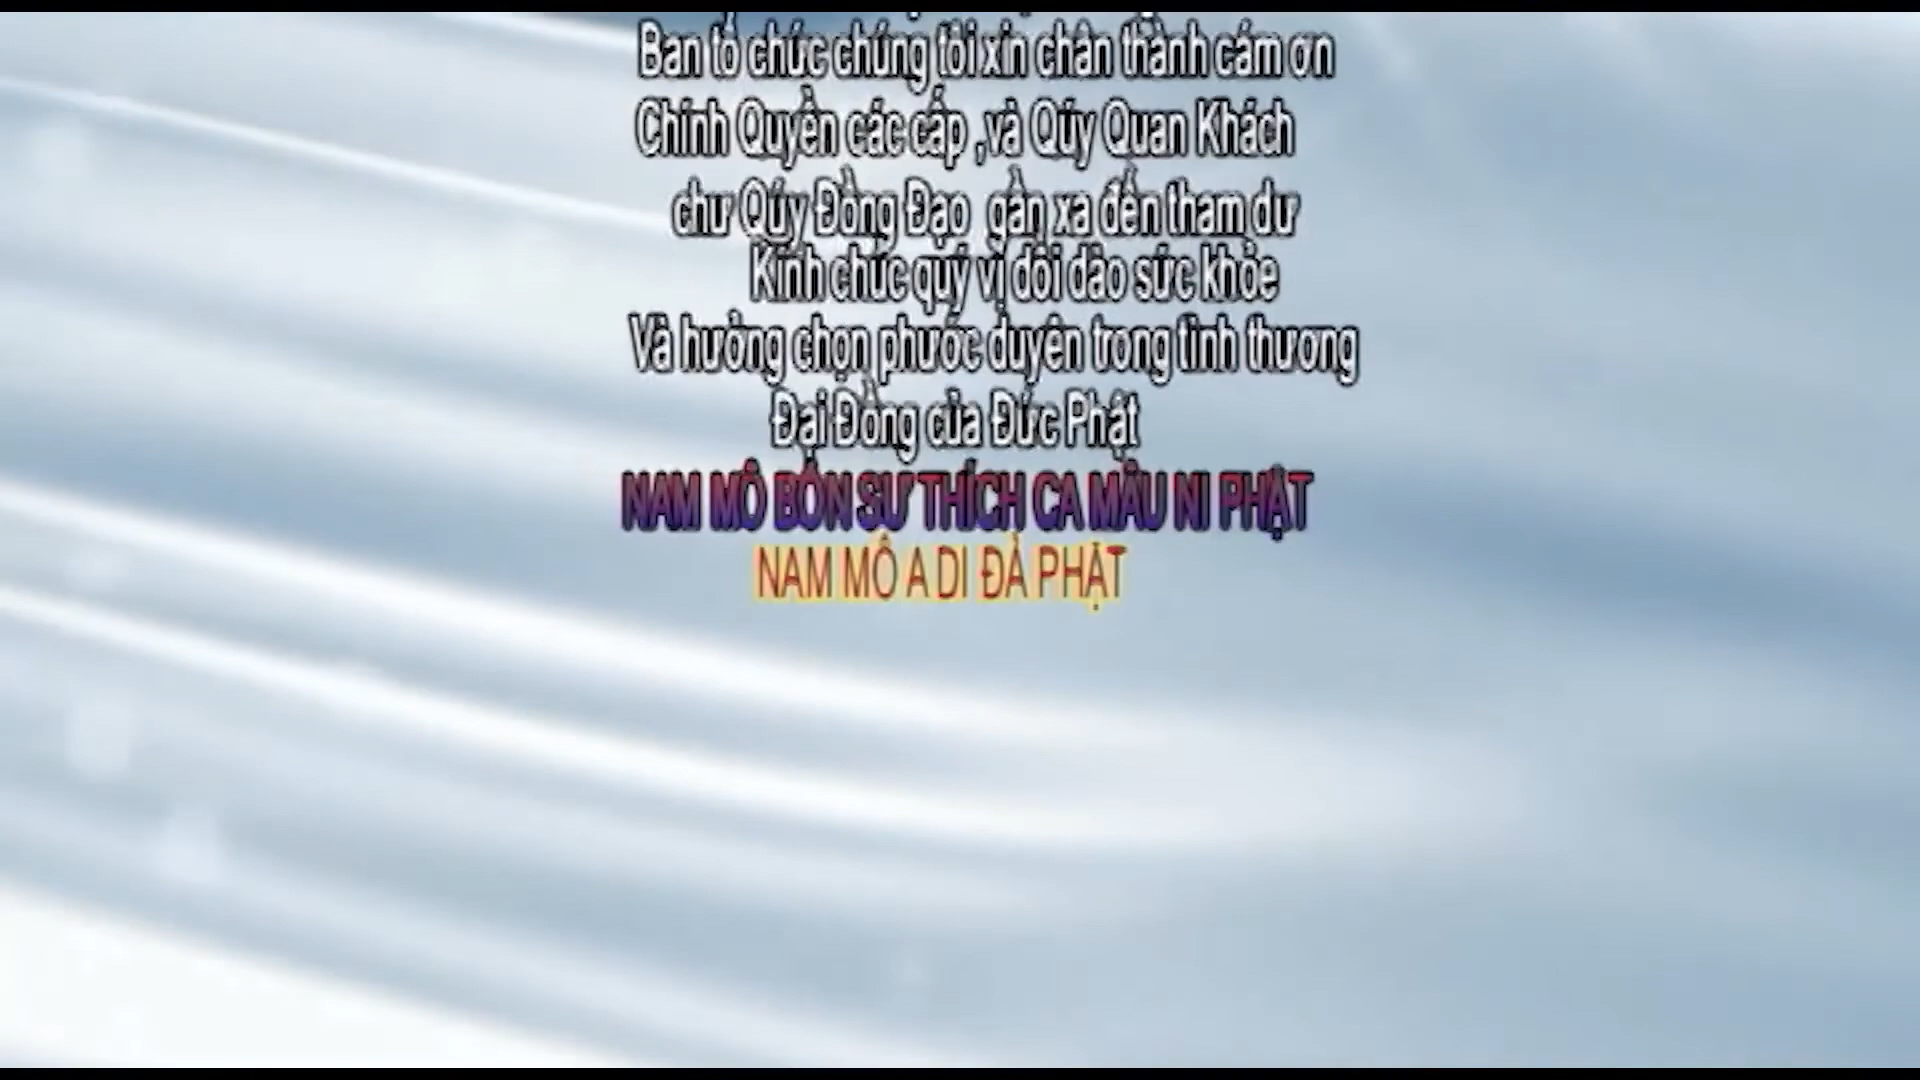 Ban tổ chức chúng tôi xin chân thành cám ơn
Chính Quyền các cấp ,và Qúy Quan Khách
chư Qúy Đồng Đạo gần xa đến tham dự
Kính chúc quý vị dồi dào sức khỏe
Và hưởng chọn phước duyên trong tình thương
Đại Đồng của Đức Phật
NAM MÔ BỔN SƯ THÍCH CA MÂU NI PHẬT
NAM MÔ A DI ĐÀ PHẬT